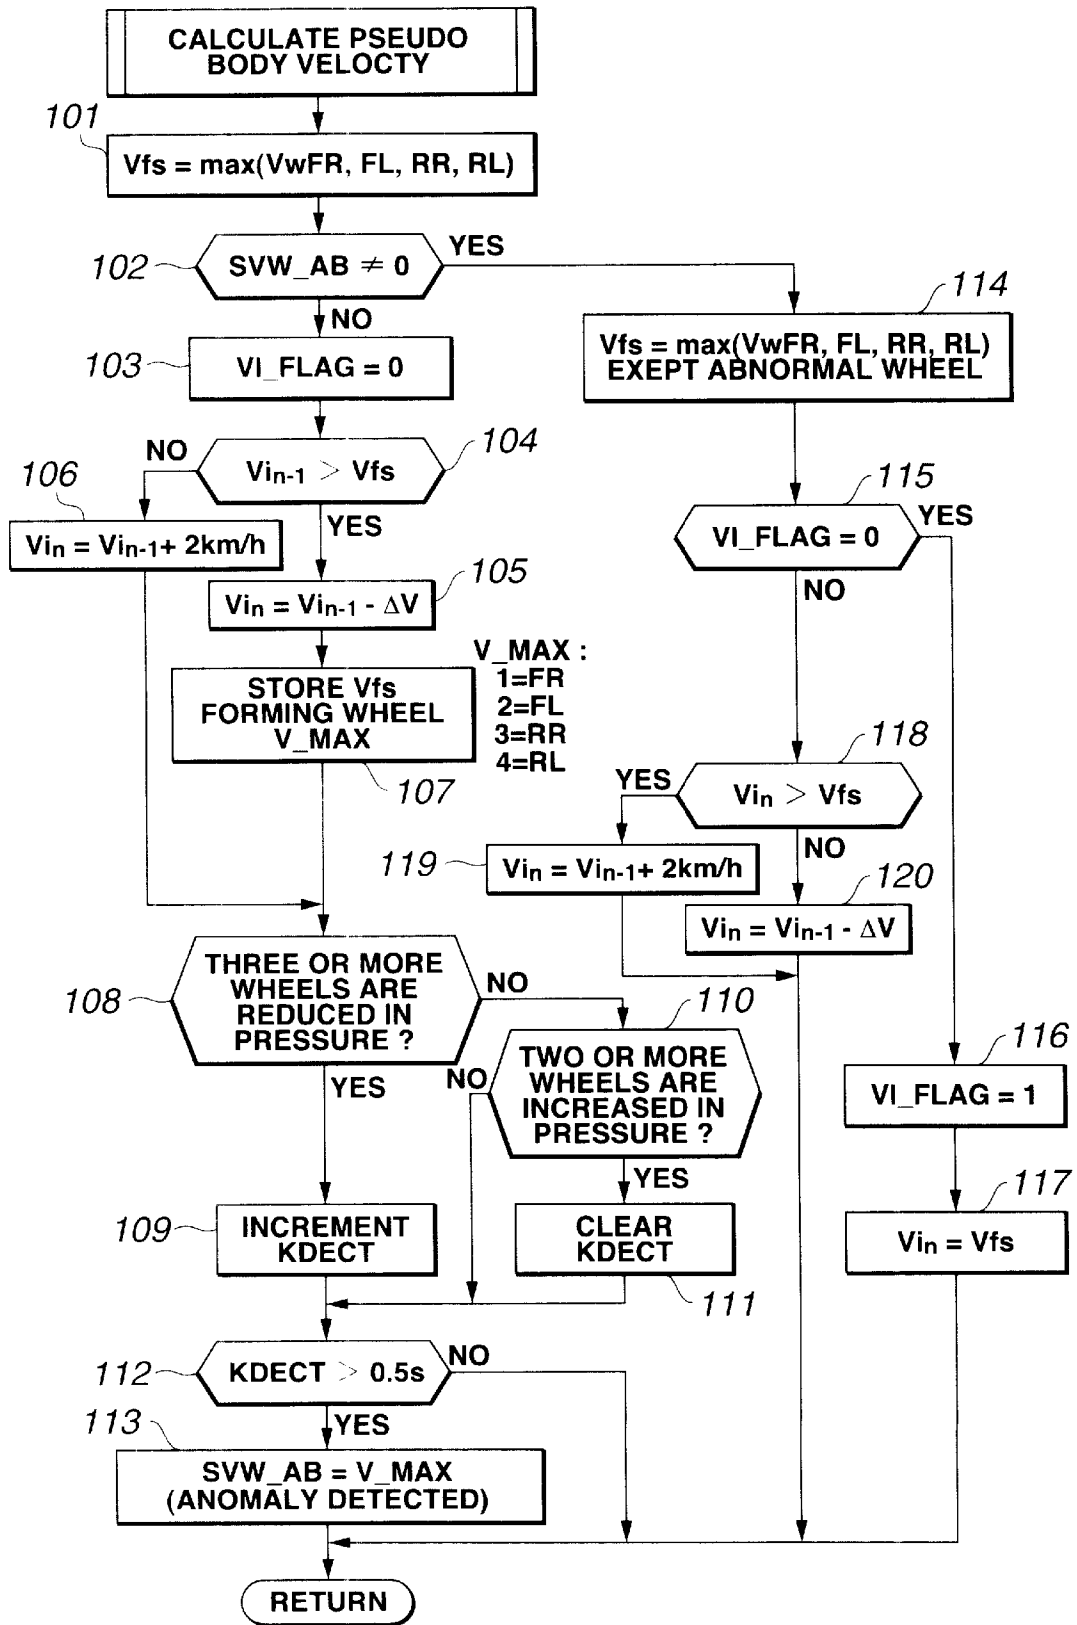 CALCULATE PSEUDO
BODY VELOCTY
101
Vfs = max(VwFR, FL, RR, RL)
102
SVW_AB ≠ 0
YES
NO
103
VI_FLAG = 0
114
Vfs = max(VwFR, FL, RR, RL)
EXEPT ABNORMAL WHEEL
104
Vin-1 > Vfs
NO
YES
106
Vin = Vin-1+ 2km/h
105
Vin = Vin-1 - ΔV
115
VI_FLAG = 0
YES
NO
STORE Vfs
FORMING WHEEL
V_MAX
107
V_MAX :
1=FR
2=FL
3=RR
4=RL
118
Vin > Vfs
YES
NO
119
Vin = Vin-1+ 2km/h
120
Vin = Vin-1 - ΔV
108
THREE OR MORE
WHEELS ARE
REDUCED IN
PRESSURE ?
NO
YES
110
TWO OR MORE
WHEELS ARE
INCREASED IN
PRESSURE ?
NO
YES
116
VI_FLAG = 1
109
INCREMENT
KDECT
CLEAR
KDECT
111
117
Vin = Vfs
112
KDECT > 0.5s
NO
YES
113
SVW_AB = V_MAX
(ANOMALY DETECTED)
RETURN